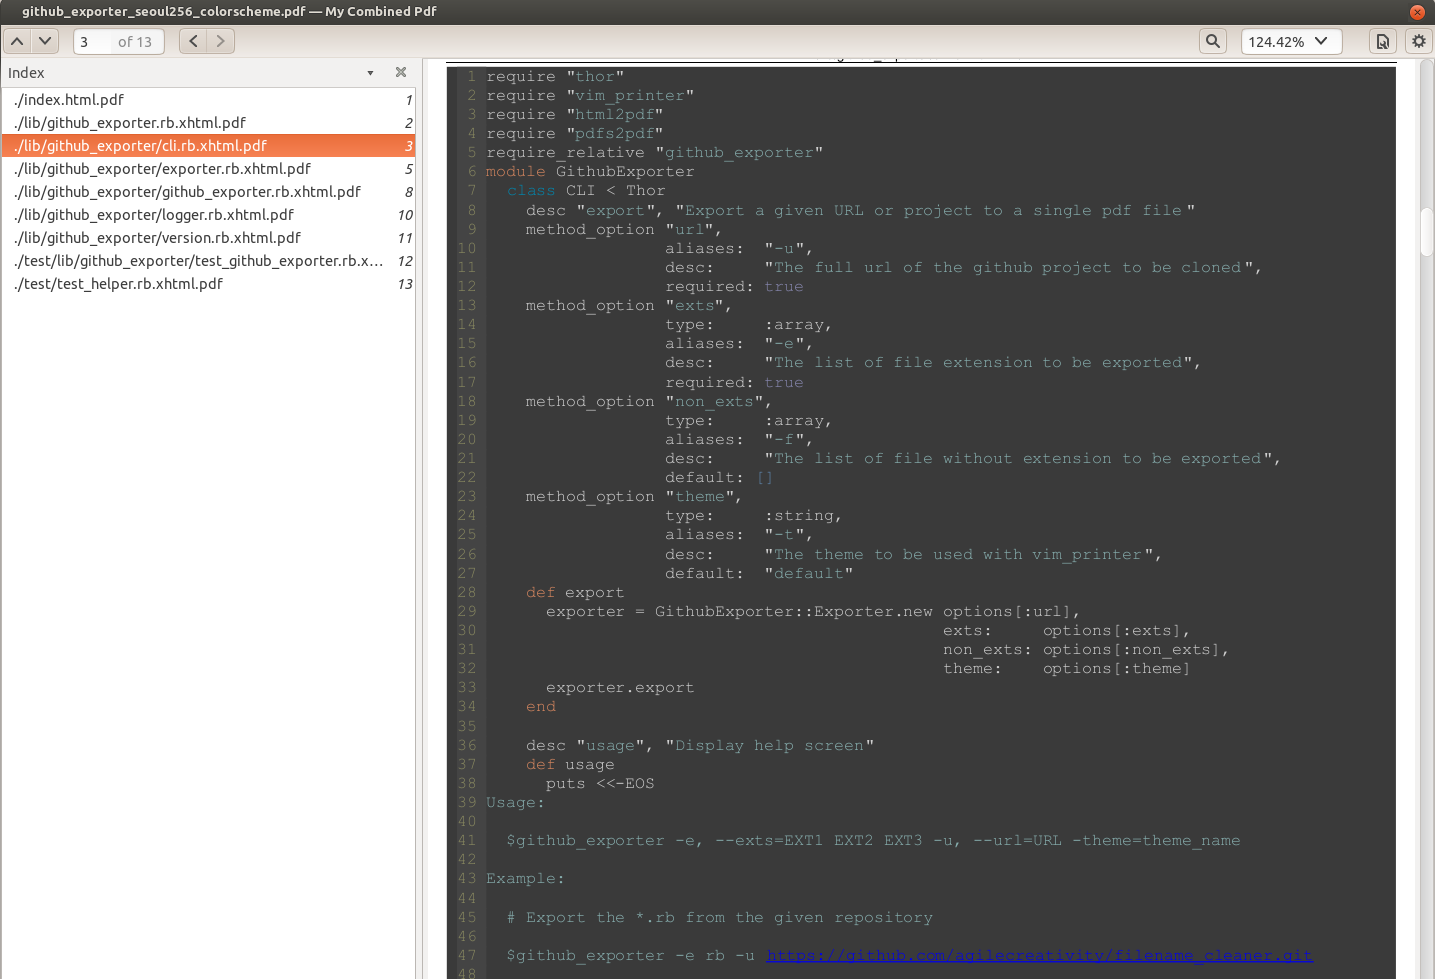 github_exporter_seoul256_colorscheme.pdf — My Combined Pdf
3 of 13
124.42%
Index
./index.html.pdf 1
./lib/github_exporter.rb.xhtml.pdf 2
./lib/github_exporter/cli.rb.xhtml.pdf 3
./lib/github_exporter/exporter.rb.xhtml.pdf 5
./lib/github_exporter/github_exporter.rb.xhtml.pdf 8
./lib/github_exporter/logger.rb.xhtml.pdf 10
./lib/github_exporter/version.rb.xhtml.pdf 11
./test/lib/github_exporter/test_github_exporter.rb.x... 12
./test/test_helper.rb.xhtml.pdf 13
1 require "thor"
2 require "vim_printer"
3 require "html2pdf"
4 require "pdfs2pdf"
5 require_relative "github_exporter"
6 module GithubExporter
7   class CLI < Thor
8     desc "export", "Export a given URL or project to a single pdf file"
9     method_option "url",
10                   aliases:  "-u",
11                   desc:     "The full url of the github project to be cloned",
12                   required: true
13     method_option "exts",
14                   type:     :array,
15                   aliases:  "-e",
16                   desc:     "The list of file extension to be exported",
17                   required: true
18     method_option "non_exts",
19                   type:     :array,
20                   aliases:  "-f",
21                   desc:     "The list of file without extension to be exported",
22                   default: []
23     method_option "theme",
24                   type:     :string,
25                   aliases:  "-t",
26                   desc:     "The theme to be used with vim_printer",
27                   default:  "default"
28     def export
29       exporter = GithubExporter::Exporter.new options[:url],
30                                               exts:     options[:exts],
31                                               non_exts: options[:non_exts],
32                                               theme:    options[:theme]
33       exporter.export
34     end
35
36     desc "usage", "Display help screen"
37     def usage
38       puts <<-EOS
39 Usage:
40
41   $github_exporter -e, --exts=EXT1 EXT2 EXT3 -u, --url=URL -theme=theme_name
42
43 Example:
44
45   # Export the *.rb from the given repository
46
47   $github_exporter -e rb -u https://github.com/agilecreativity/filename_cleaner.git
48